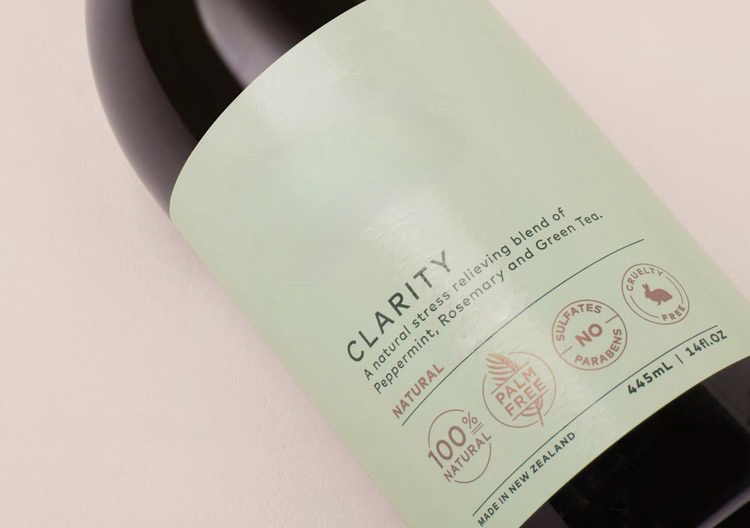 CLARITY
A natural stress relieving blend of
Peppermint, Rosemary and Green Tea.
NATURAL
100%
NATURAL
PALM
FREE
SULFATES
NO
PARABENS
CRUELTY
FREE
445mL | 14fl.OZ
MADE IN NEW ZEALAND